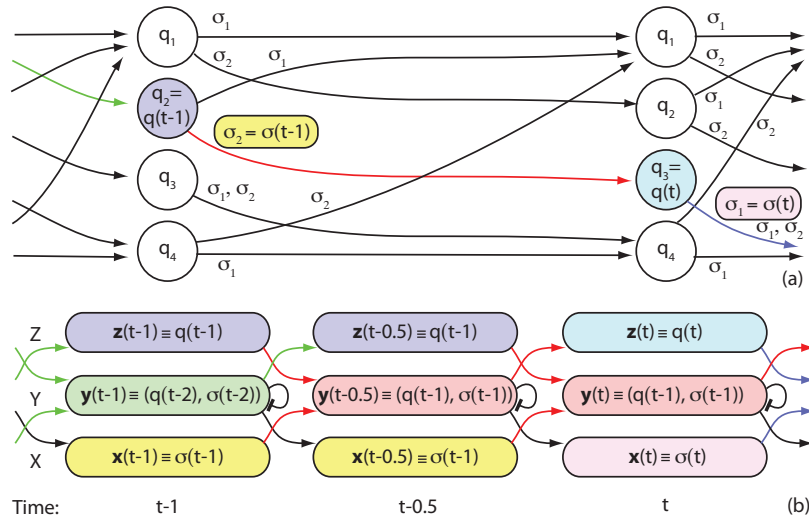 σ1 σ1
q1 q1
σ2 σ1 σ2
q2= q(t-1)
q2 σ1
σ2 = σ(t-1) σ2 σ2
q3 q3= q(t)
σ1, σ2 σ2 σ1 = σ(t)
σ1, σ2
q4 q4
σ1 σ1
(a)
Z z(t-1) ≡ q(t-1) z(t-0.5) ≡ q(t-1) z(t) ≡ q(t)
Y y(t-1) ≡ (q(t-2), σ(t-2)) y(t-0.5) ≡ (q(t-1), σ(t-1)) y(t) ≡ (q(t-1), σ(t-1))
X x(t-1) ≡ σ(t-1) x(t-0.5) ≡ σ(t-1) x(t) ≡ σ(t)
Time: t-1 t-0.5 t (b)